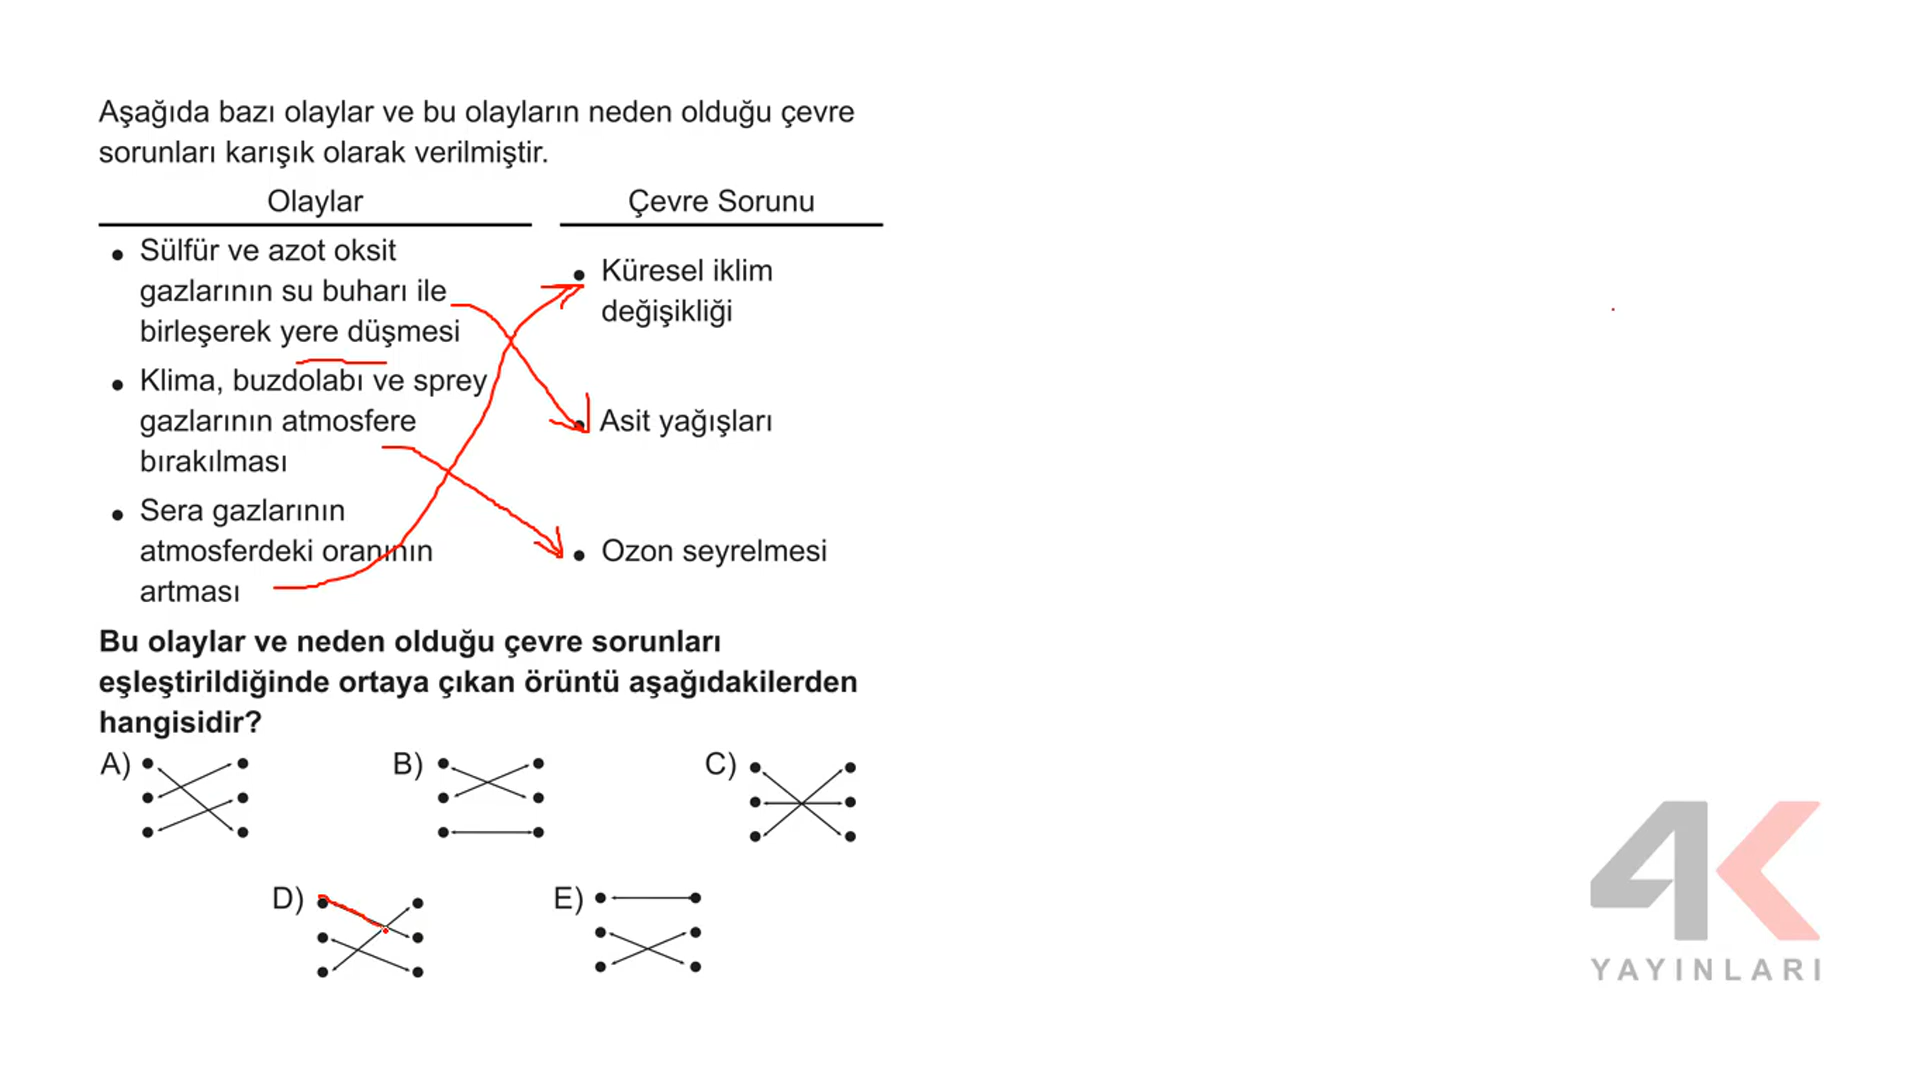 Aşağıda bazı olaylar ve bu olayların neden olduğu çevre
sorunları karışık olarak verilmiştir.
Olaylar
• Sülfür ve azot oksit
gazlarının su buharı ile
birleşerek yere düşmesi
• Klima, buzdolabı ve sprey
gazlarının atmosfere
bırakılması
• Sera gazlarının
atmosferdeki oranının
artması
Çevre Sorunu
• Küresel iklim
değişikliği
• Asit yağışları
• Ozon seyrelmesi
Bu olaylar ve neden olduğu çevre sorunları
eşleştirildiğinde ortaya çıkan örüntü aşağıdakilerden
hangisidir?
A)
B)
C)
D)
E)
4K
YAYINLARI